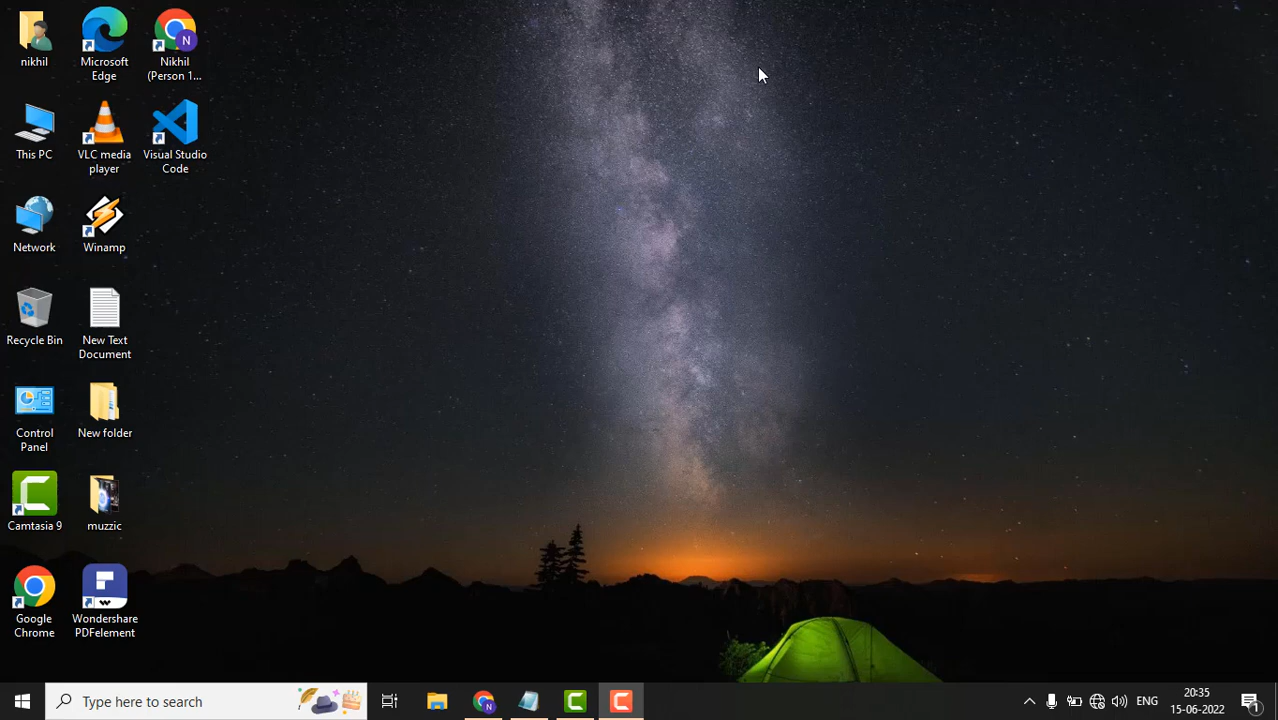 nikhil
Microsoft
Edge
Nikhil
(Person 1...
N
This PC
VLC media
player
Visual Studio
Code
Network
Winamp
Recycle Bin
New Text
Document
Control
Panel
New folder
Camtasia 9
muzzic
Google
Chrome
Wondershare
PDFelement
Type here to search
N
ENG
20:35
15-06-2022
1